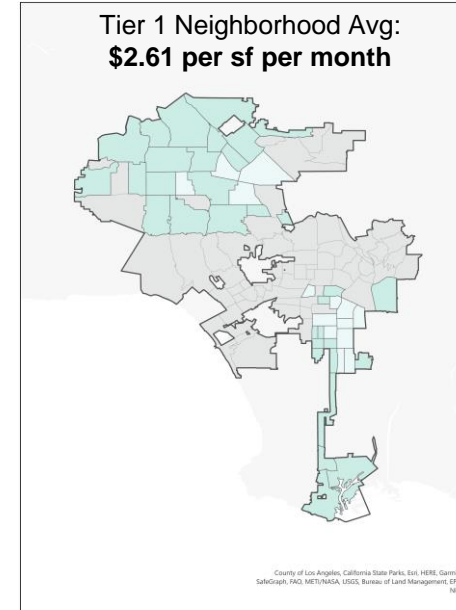 Tier 1 Neighborhood Avg:
$2.61 per sf per month
County of Los Angeles, California State Parks, Esri, HERE, Garm
SafeGraph, FAO, METI/NASA, USGS, Bureau of Land Management, EP